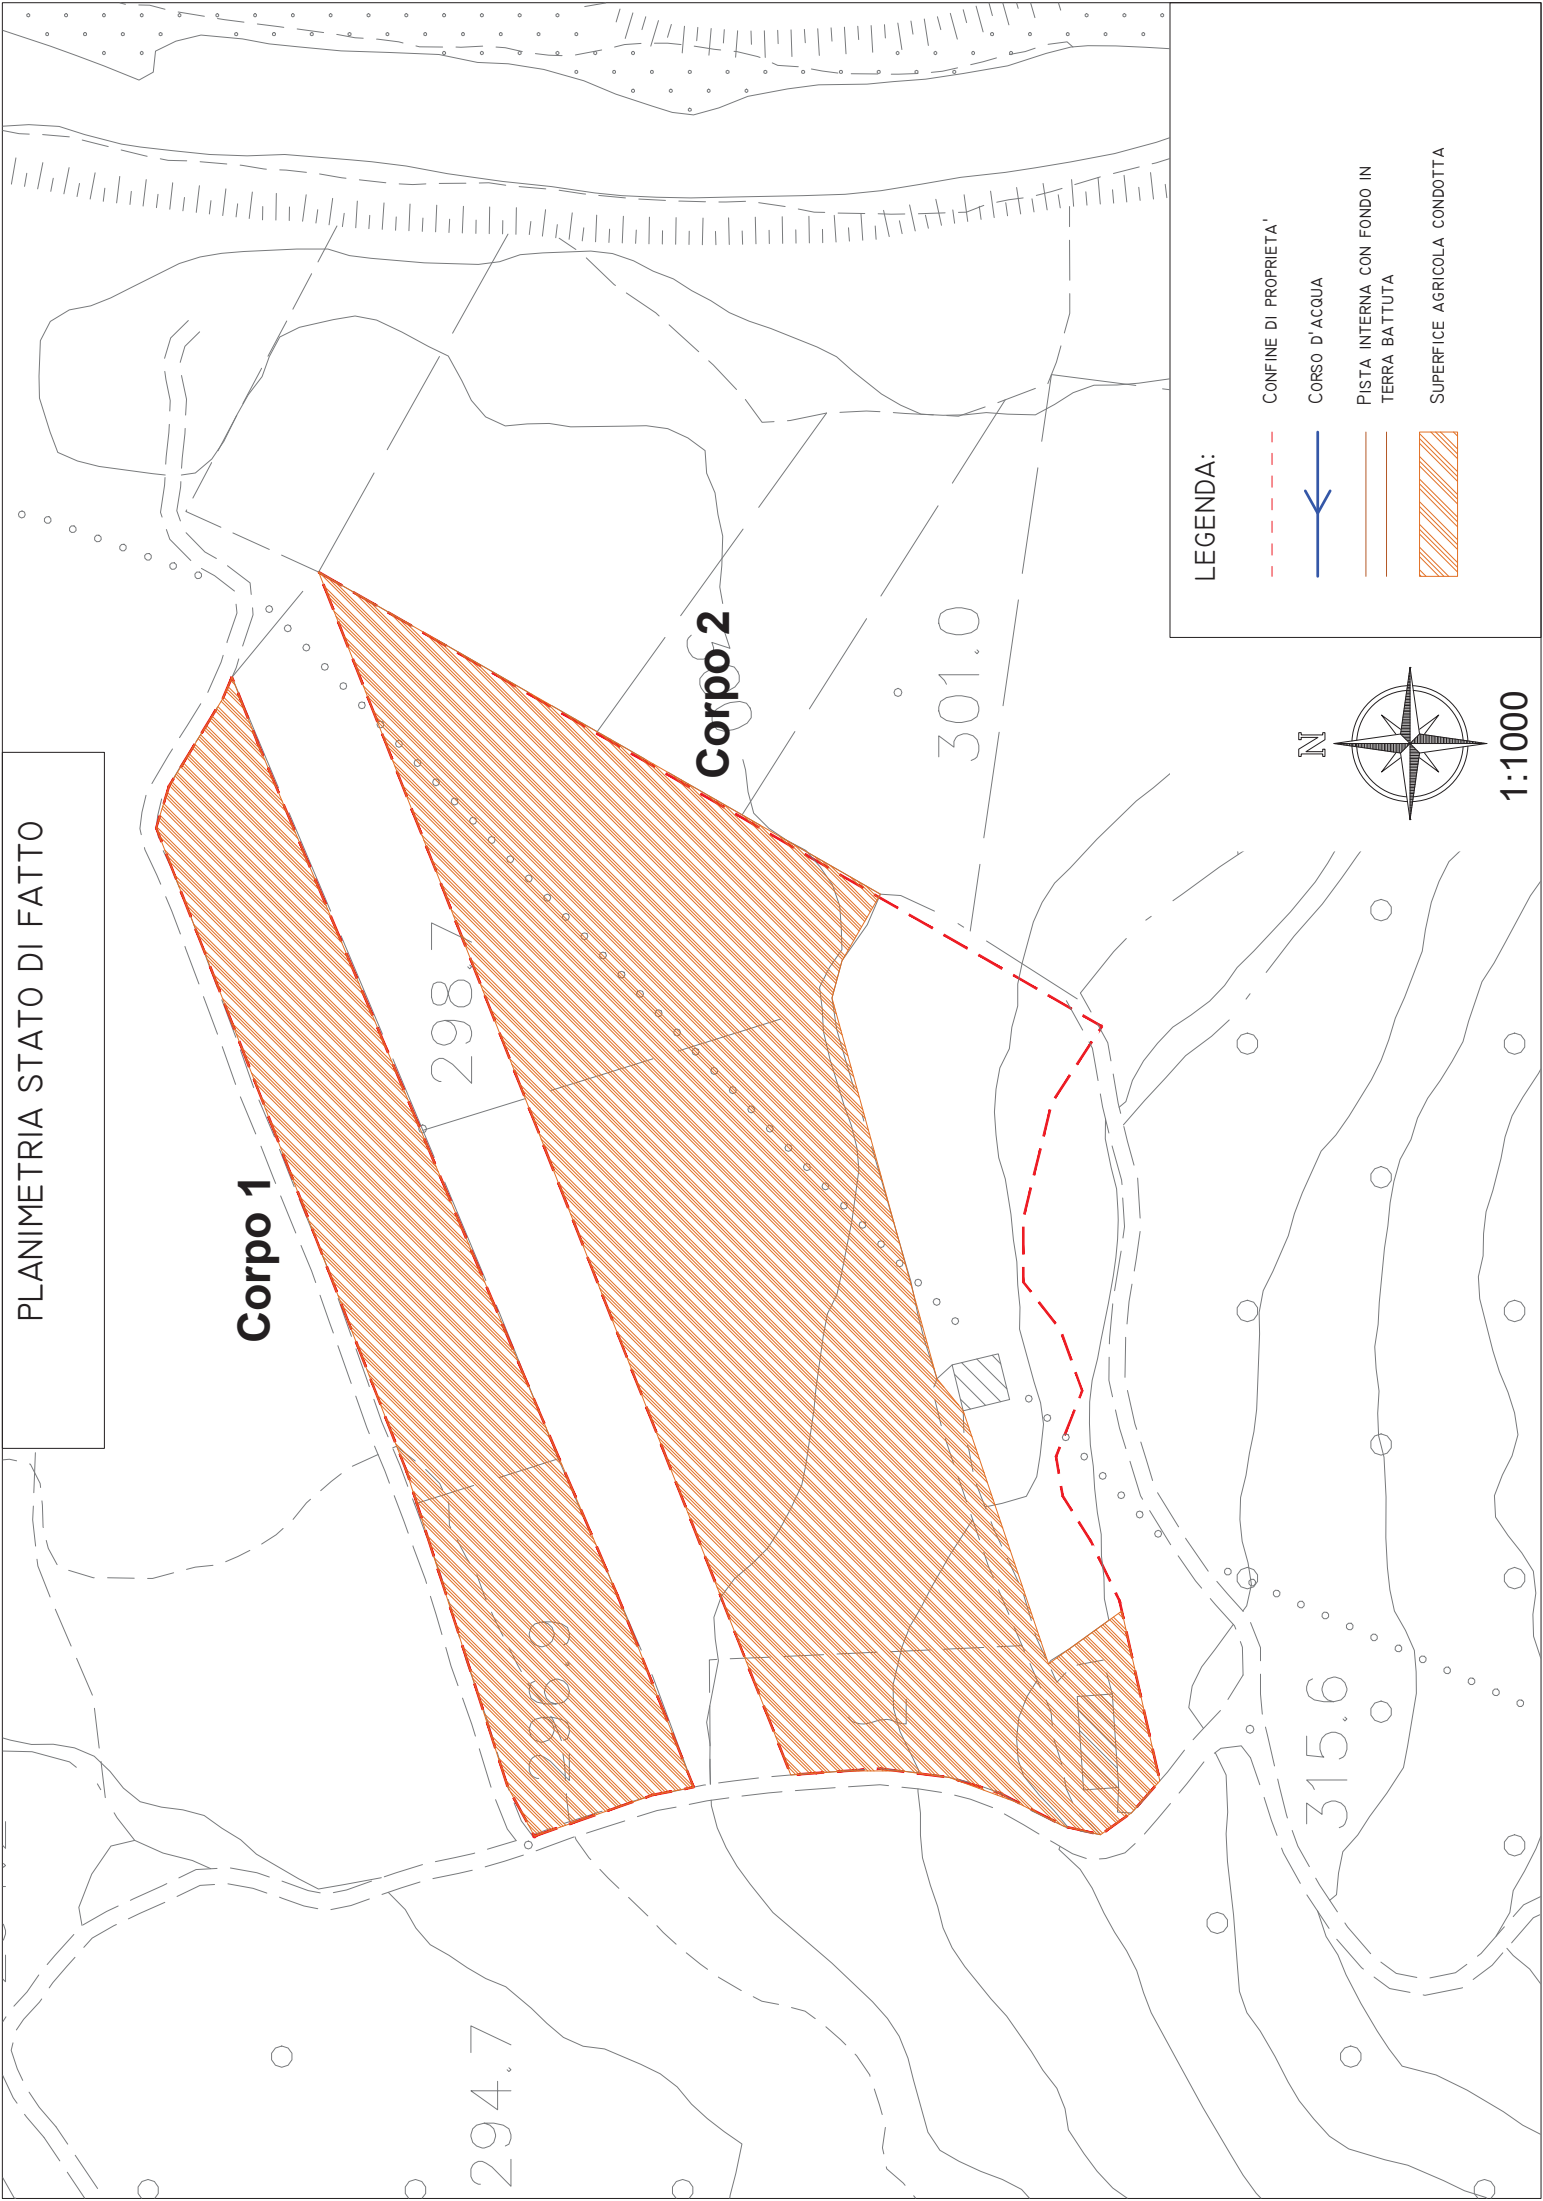 PLANIMETRIA STATO DI FATTO
Corpo 1
298.7
296.9
294.7
Corpo 2
301.0
315.6
N
1:1000
LEGENDA:
CONFINE DI PROPRIETA'
CORSO D'ACQUA
PISTA INTERNA CON FONDO IN
TERRA BATTUTA
SUPERFICE AGRICOLA CONDOTTA